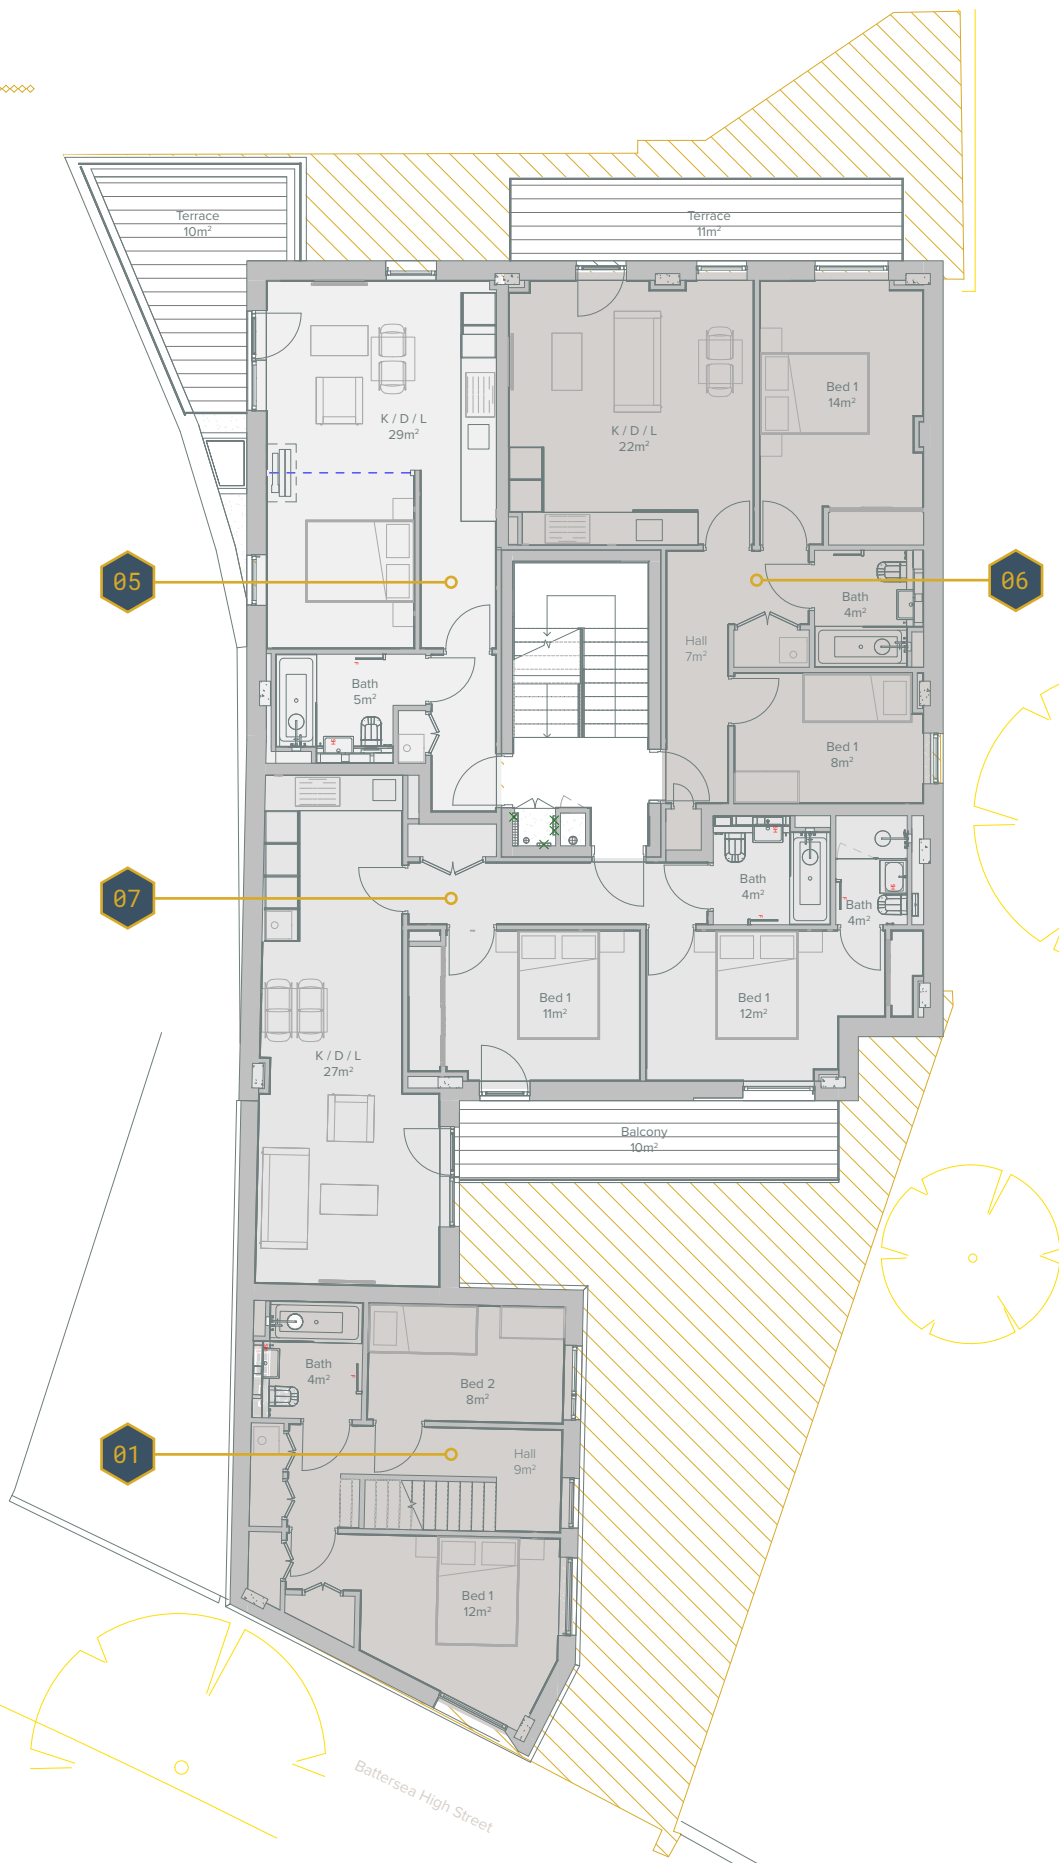 Terrace
10m²
Terrace
11m²
K / D / L
29m²
K / D / L
22m²
Bed 1
14m²
05
06
Bath
4m²
Hall
7m²
Bath
5m²
Bed 1
8m²
07
Bath
4m²
Bath
4m²
Bed 1
11m²
Bed 1
12m²
K / D / L
27m²
Balcony
10m²
Bath
4m²
Bed 2
8m²
01
Hall
9m²
Bed 1
12m²
Battersea High Street